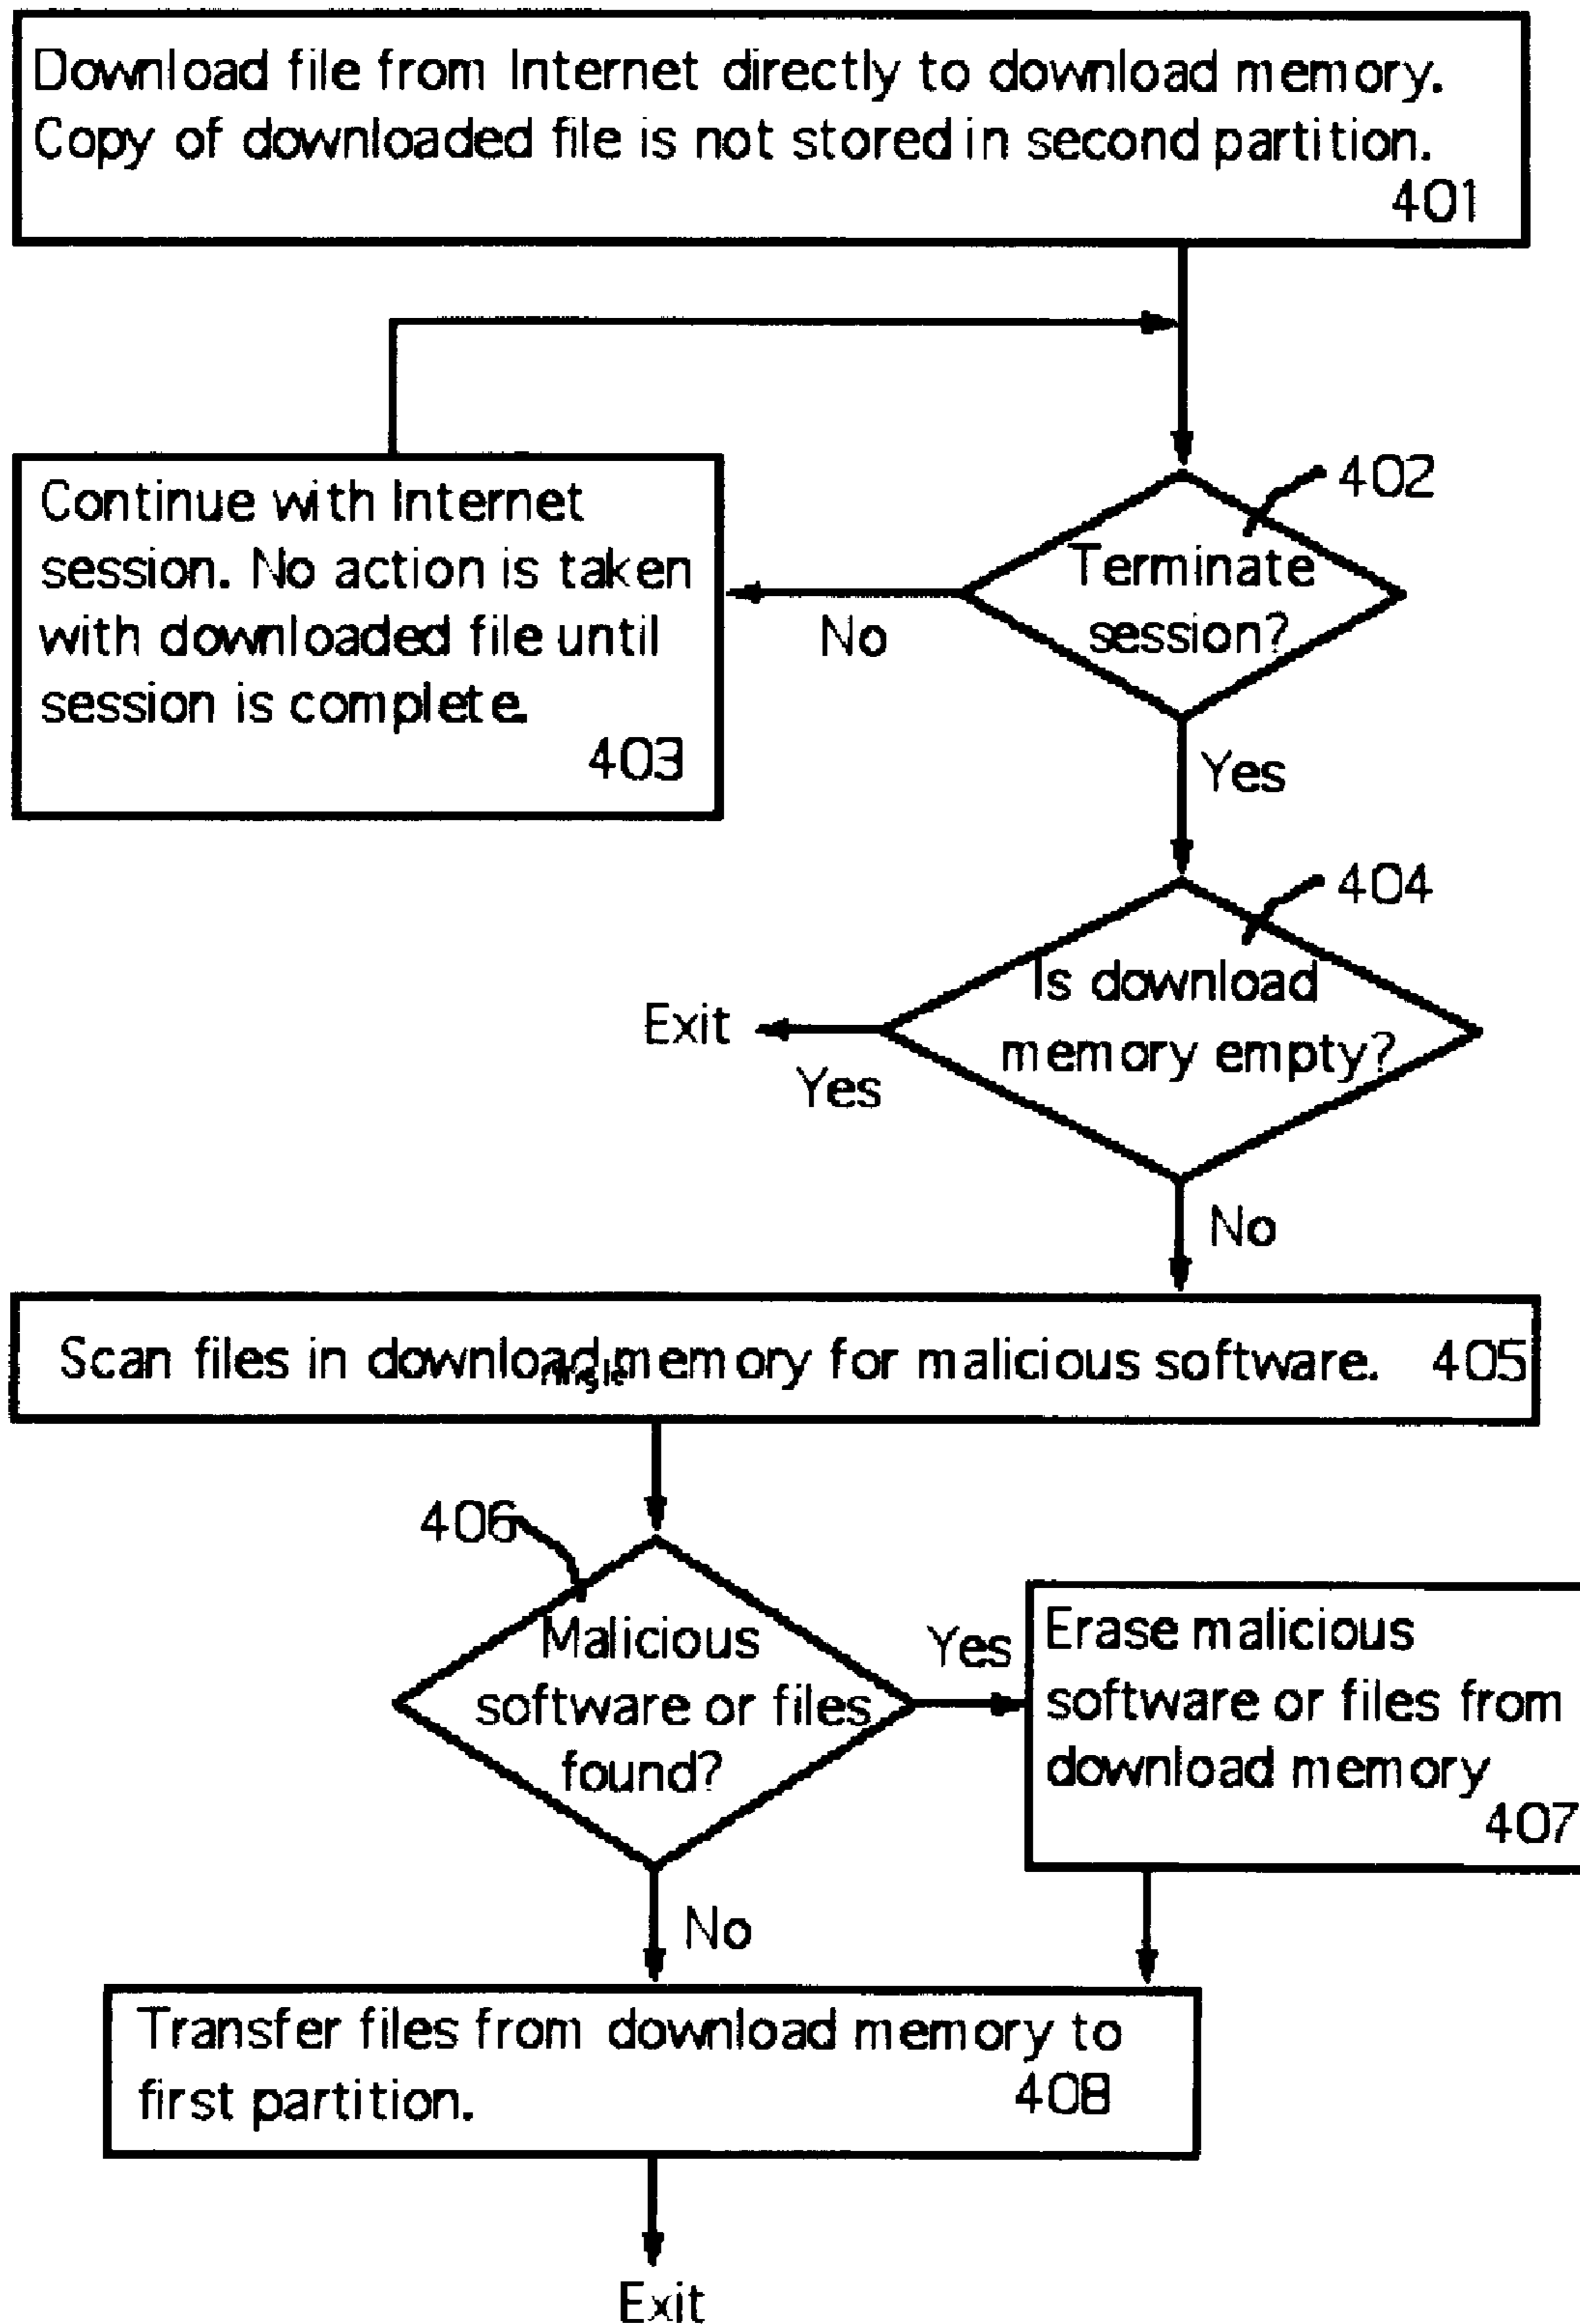 Download file from Internet directly to download memory.
Copy of downloaded file is not stored in second partition.
401
402
Terminate
session?
No
Continue with Internet
session. No action is taken
with downloaded file until
session is complete.
403
Yes
404
Is download
memory empty?
Exit
Yes
No
Scan files in download memory for malicious software. 405
406
Malicious
software or files
found?
Yes
Erase malicious
software or files from
download memory
407
No
Transfer files from download memory to
first partition.
408
Exit